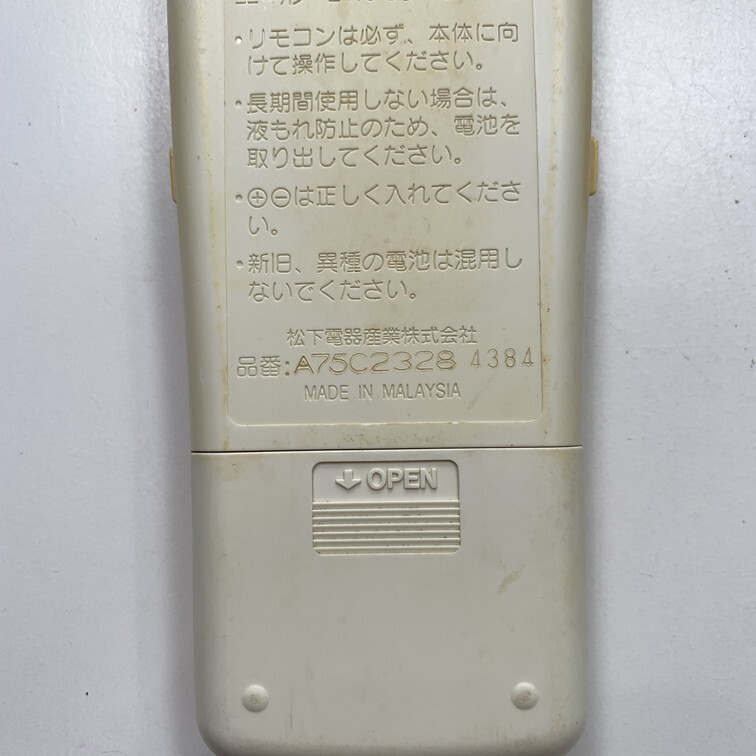 ・リモコンは必ず、本体に向
けて操作してください。
・長期間使用しない場合は、
液もれ防止のため、電池を
取り出してください。
・⊕⊖は正しく入れてくださ
い。
・新旧、異種の電池は混用し
ないでください。
松下電器産業株式会社
品番:A75C2328 4384
MADE IN MALAYSIA
OPEN